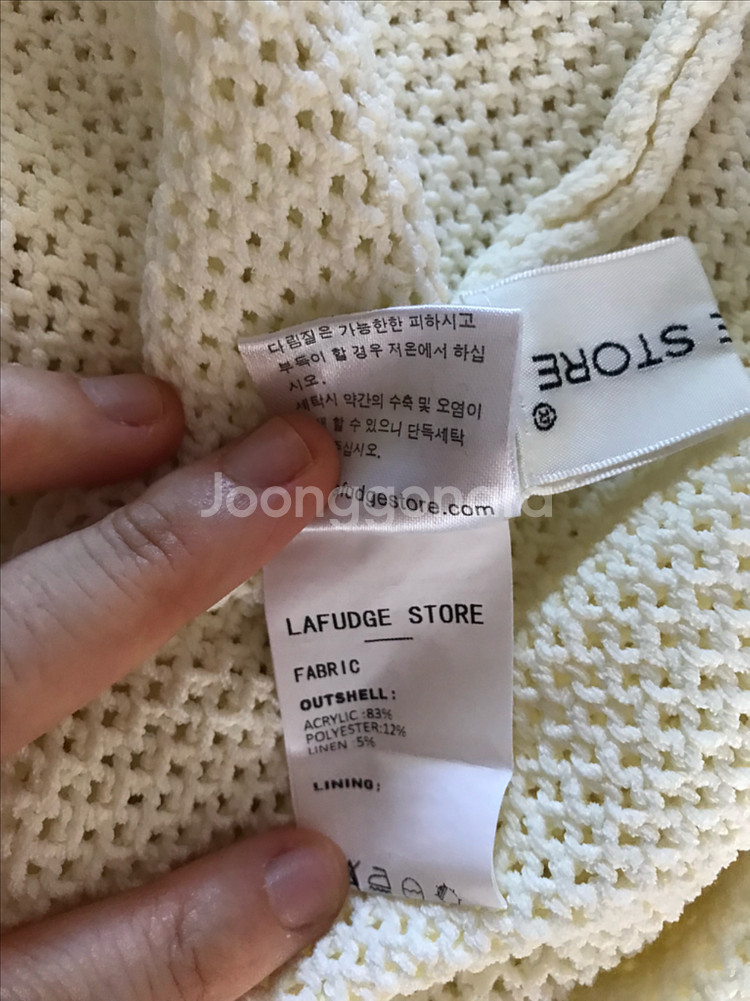 다림질은 가능한한 피하시고
부득이 할 경우 저온에서 하십
시오.
세탁시 약간의 수축 및 오염이
할 수 있으니 단독세탁
주십시오.
fudgestore.com
Joonggonara
E STORE
®
LAFUDGE STORE
FABRIC
OUTSHELL:
ACRYLIC :83%
POLYESTER:12%
LINEN :5%
LINING: